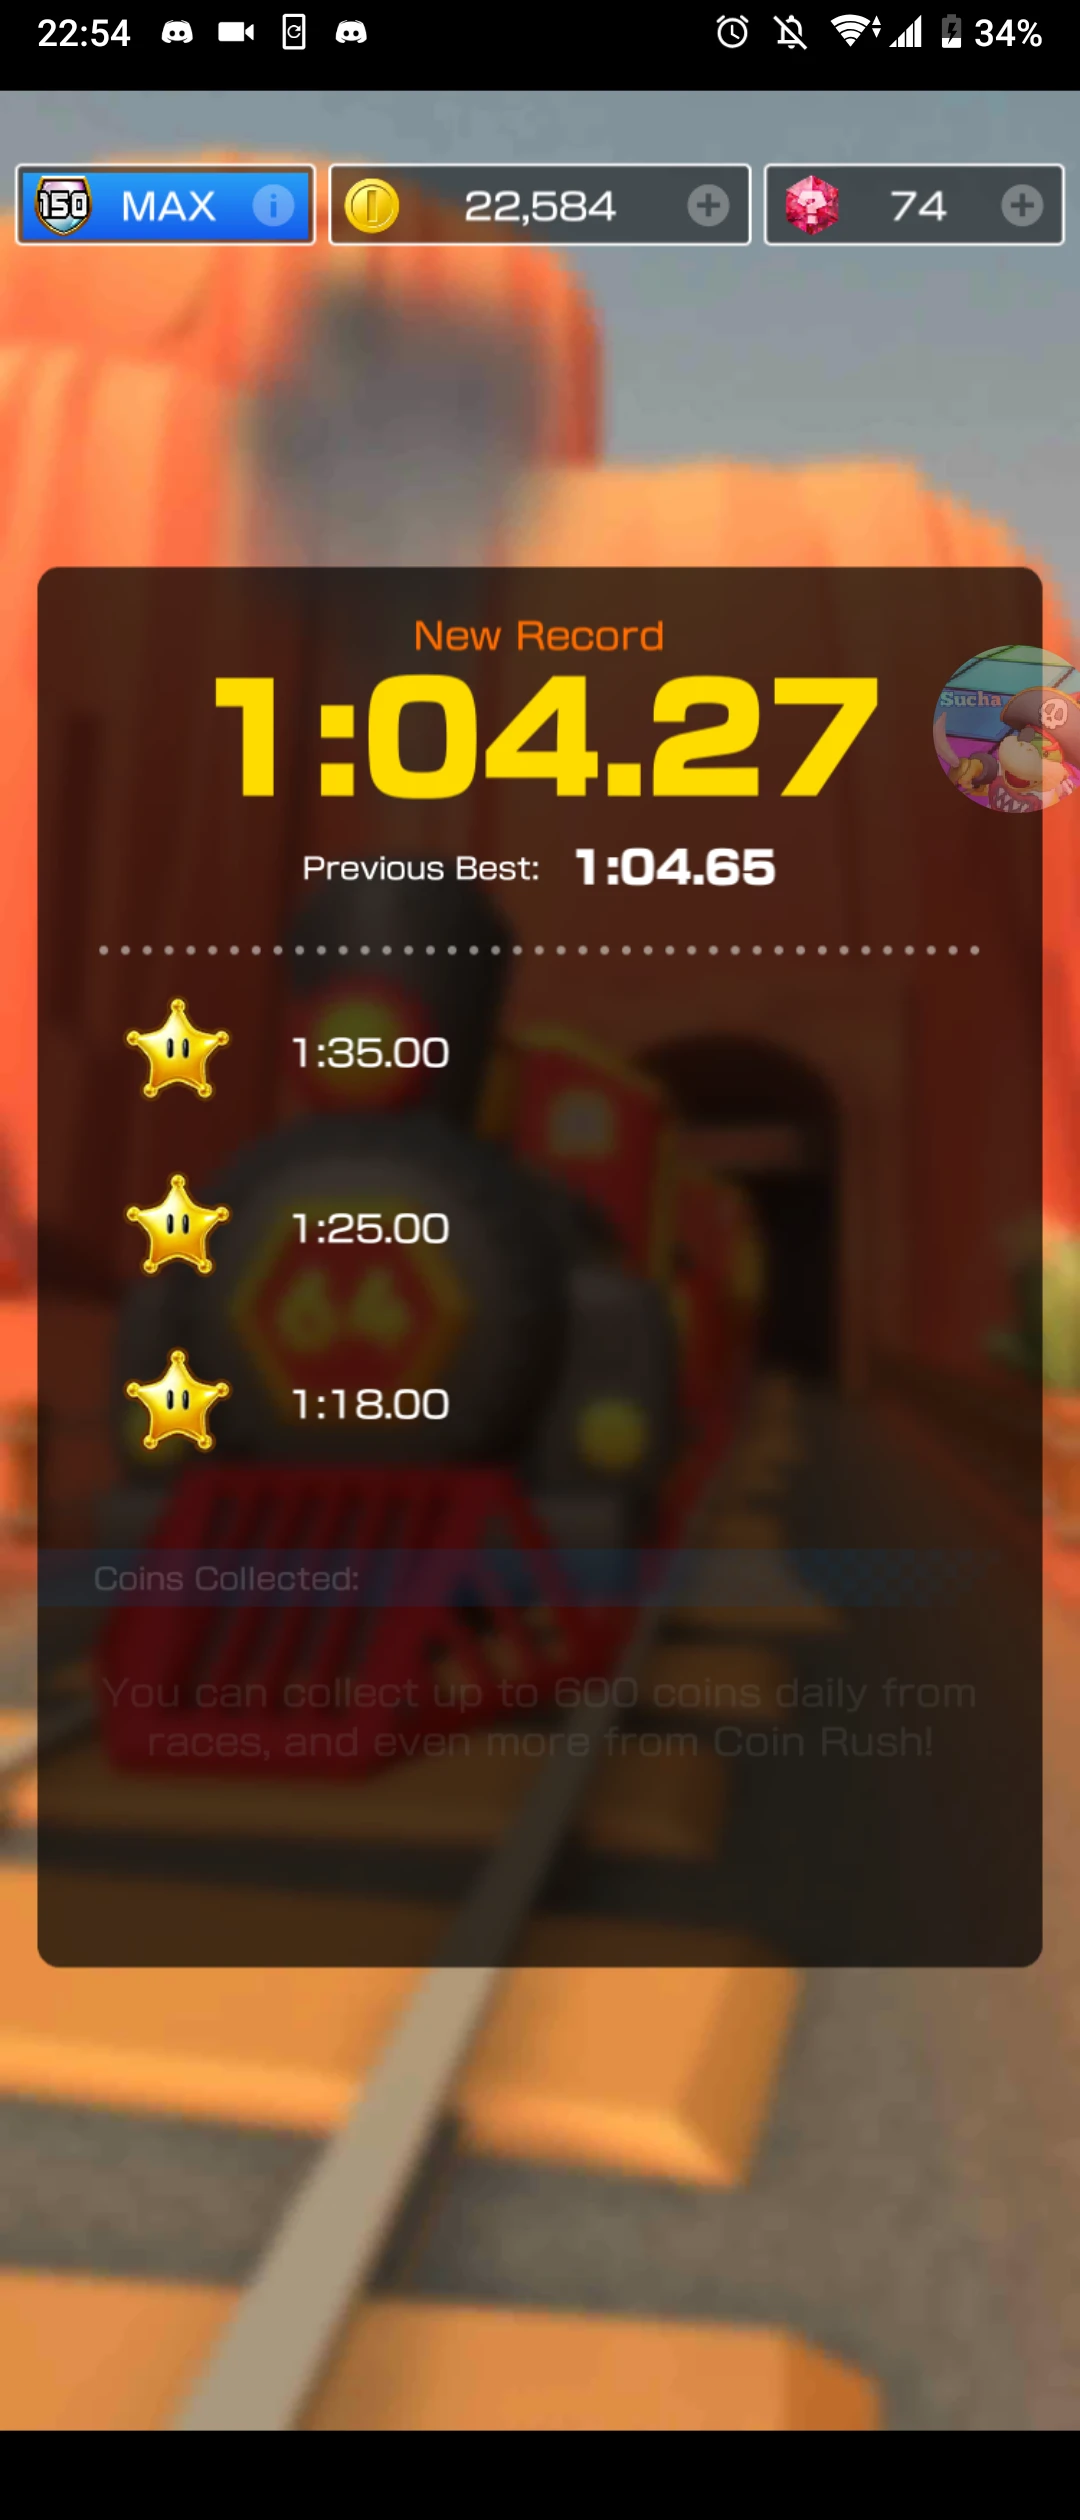 22:54
34%
150 MAX i 22,584 + 74 +
New Record
1:04.27
Sucha
Previous Best: 1:04.65
1:35.00
1:25.00
64
1:18.00
Coins Collected:
You can collect up to 600 coins daily from
races, and even more from Coin Rush!